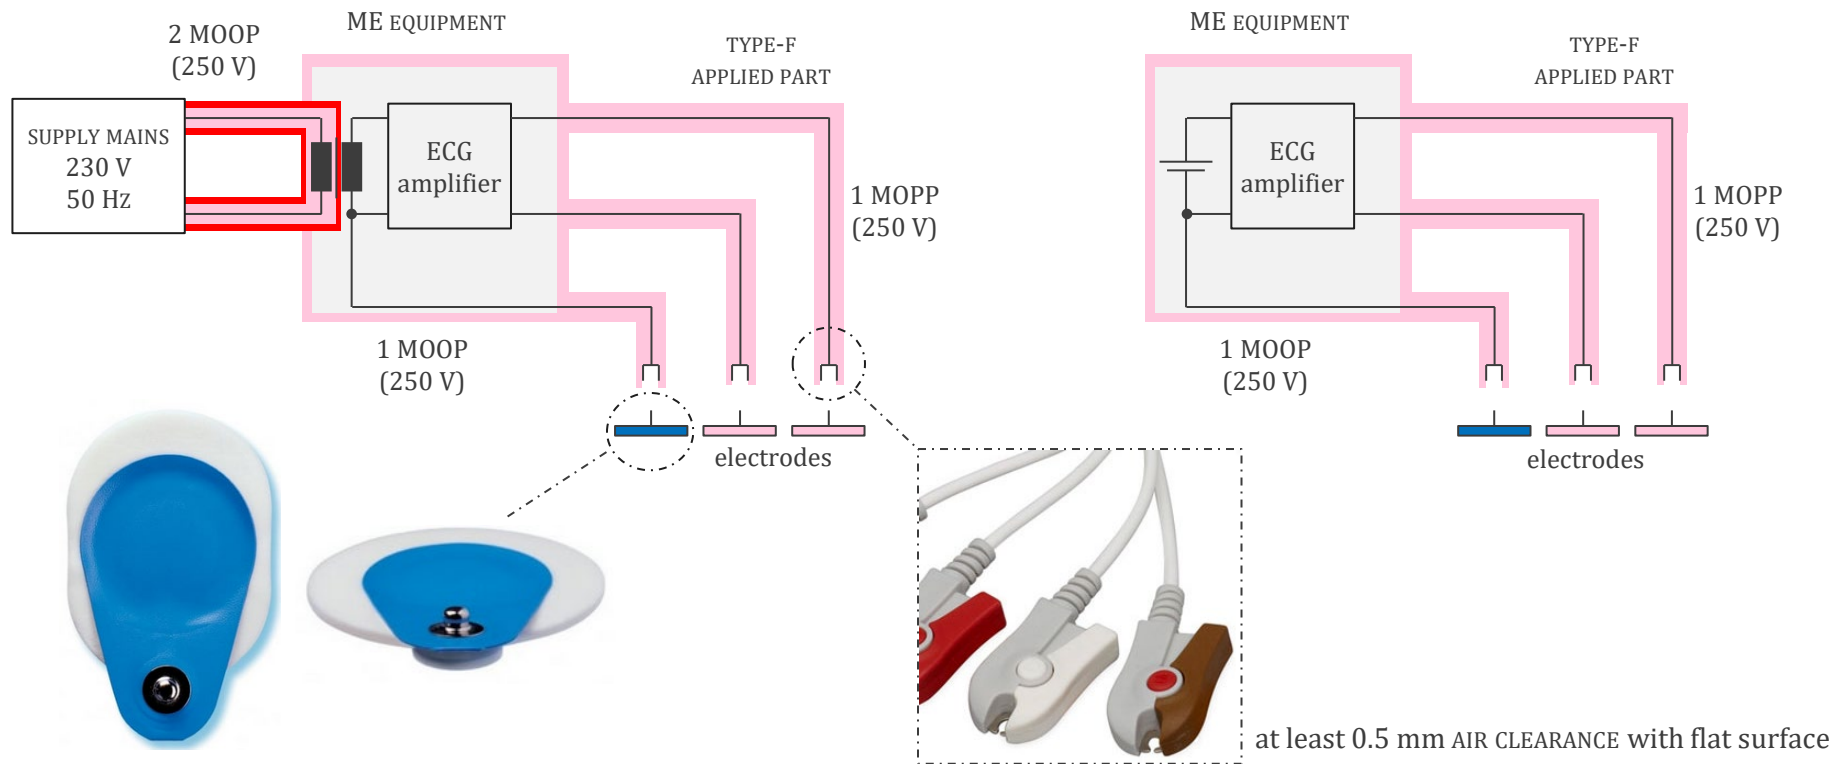 2 MOOP
(250 V)
ME EQUIPMENT
TYPE-F
APPLIED PART
SUPPLY MAINS
230 V
50 Hz
ECG
amplifier
1 MOPP
(250 V)
1 MOOP
(250 V)
electrodes
ME EQUIPMENT
TYPE-F
APPLIED PART
ECG
amplifier
1 MOPP
(250 V)
1 MOOP
(250 V)
electrodes
at least 0.5 mm AIR CLEARANCE with flat surface